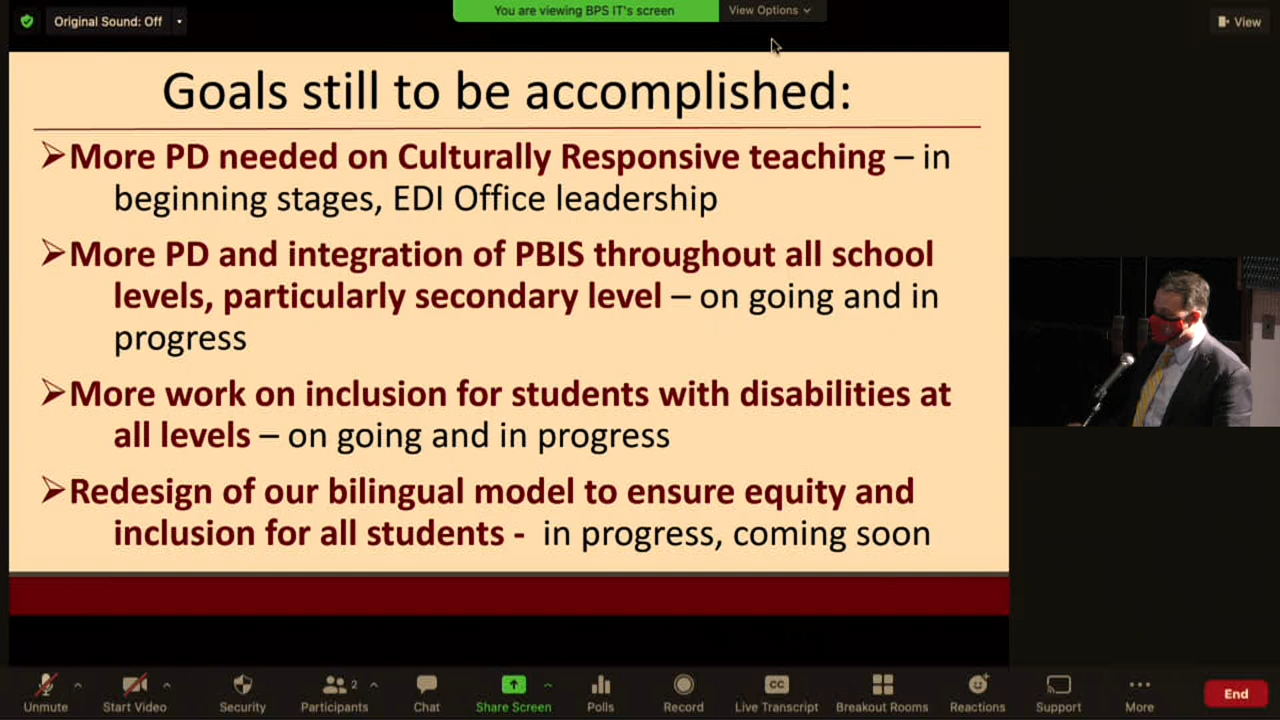 Original Sound: Off
You are viewing BPS IT's screen
View Options
View
Goals still to be accomplished:
➢More PD needed on Culturally Responsive teaching – in
beginning stages, EDI Office leadership
➢More PD and integration of PBIS throughout all school
levels, particularly secondary level – on going and in
progress
➢More work on inclusion for students with disabilities at
all levels – on going and in progress
➢Redesign of our bilingual model to ensure equity and
inclusion for all students - in progress, coming soon
Unmute
Start Video
Security
2
Participants
Chat
Share Screen
Polls
Record
CC
Live Transcript
Breakout Rooms
Reactions
Support
More
End